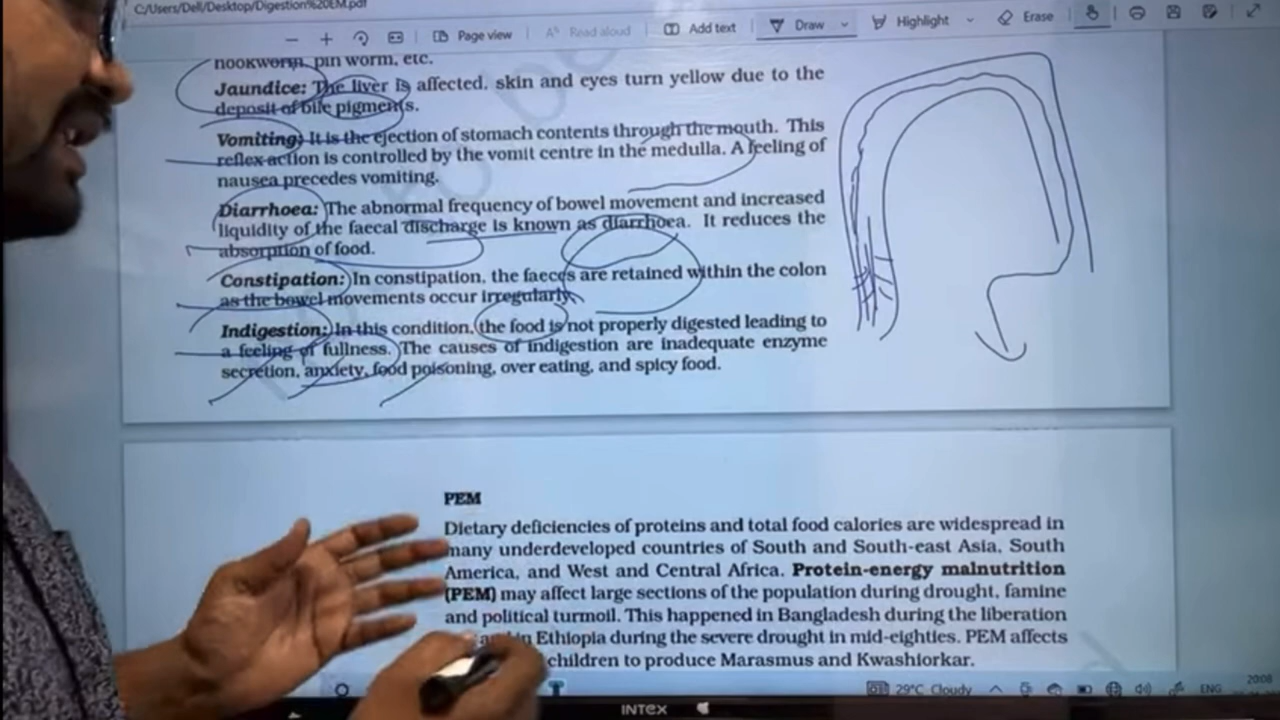 C:/Users/Dell/Desktop/Digestion%20EM.pdf
Page view
Read aloud
Add text
Draw
Highlight
Erase
hookworm, pin worm, etc.
Jaundice: The liver is affected, skin and eyes turn yellow due to the
deposit of bile pigments.
Vomiting: It is the ejection of stomach contents through the mouth. This
reflex action is controlled by the vomit centre in the medulla. A feeling of
nausea precedes vomiting.
Diarrhoea: The abnormal frequency of bowel movement and increased
liquidity of the faecal discharge is known as diarrhoea. It reduces the
absorption of food.
Constipation: In constipation, the faeces are retained within the colon
as the bowel movements occur irregularly.
Indigestion: In this condition, the food is not properly digested leading to
a feeling of fullness. The causes of indigestion are inadequate enzyme
secretion, anxiety, food poisoning, over eating, and spicy food.
PEM
Dietary deficiencies of proteins and total food calories are widespread in
many underdeveloped countries of South and South-east Asia, South
America, and West and Central Africa. Protein-energy malnutrition
(PEM) may affect large sections of the population during drought, famine
and political turmoil. This happened in Bangladesh during the liberation
in Ethiopia during the severe drought in mid-eighties. PEM affects
children to produce Marasmus and Kwashiorkar.
29°C Cloudy
ENG
20:08
INTEX